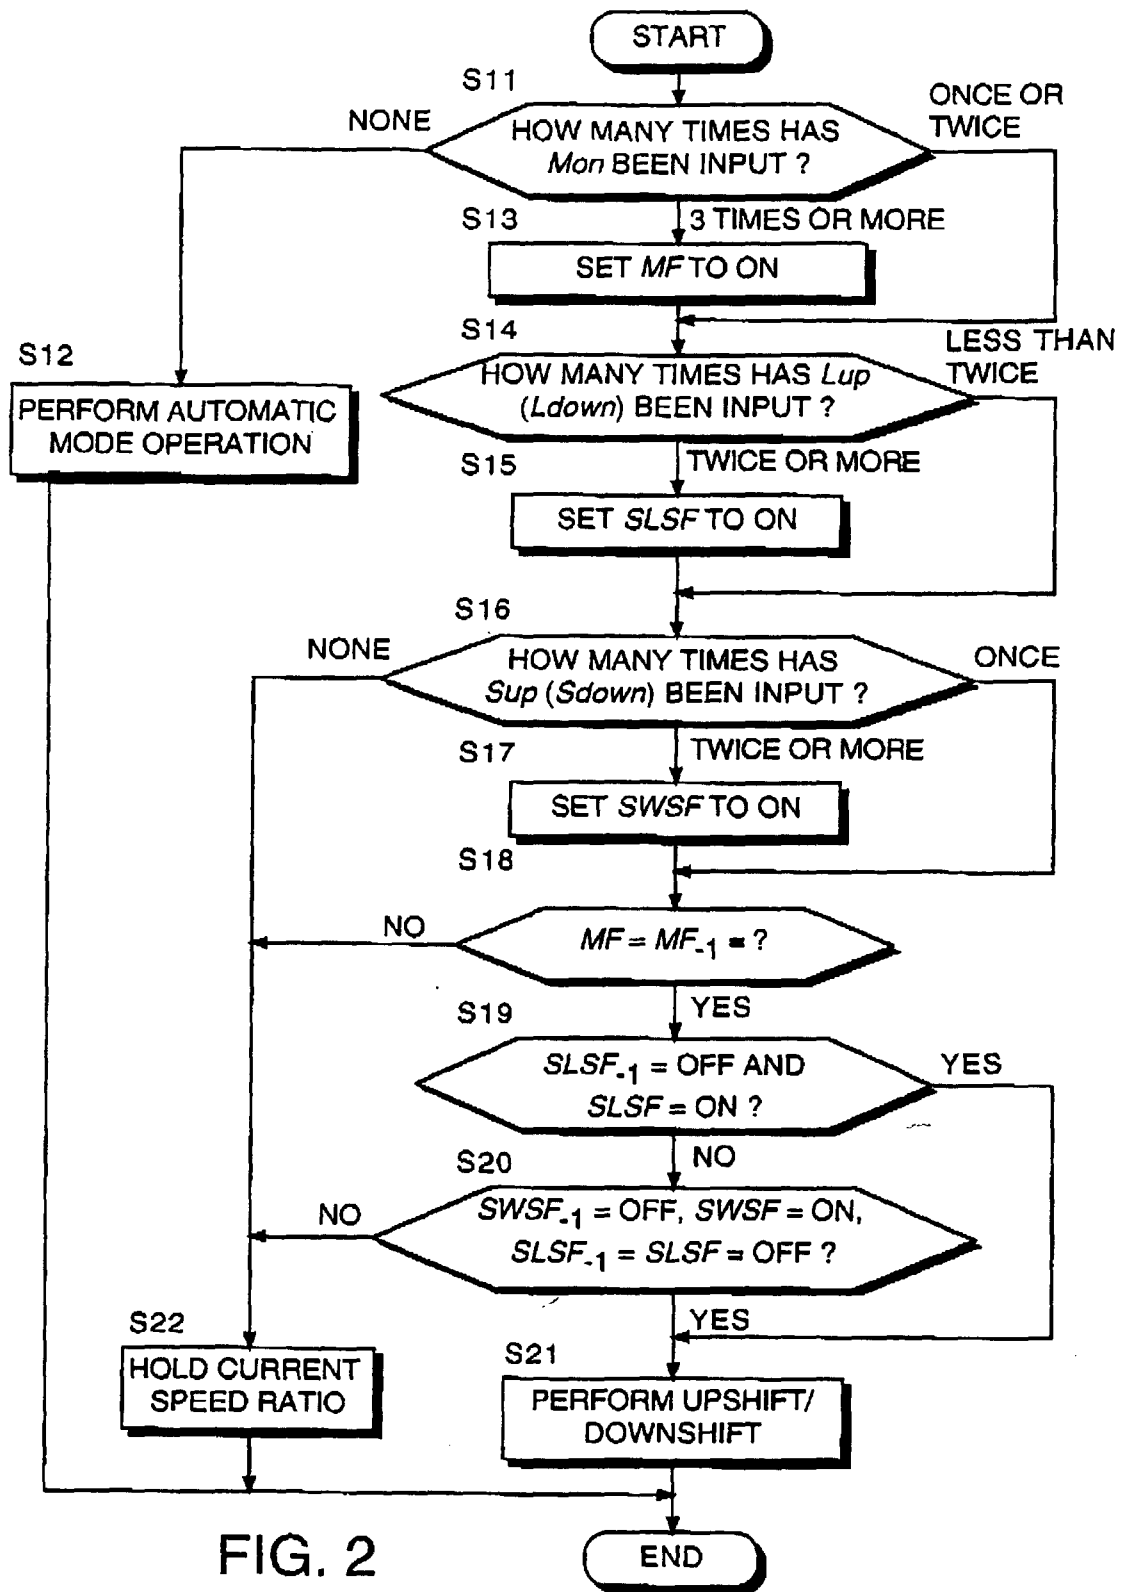 START
S11
NONE
HOW MANY TIMES HAS
Mon BEEN INPUT ?
ONCE OR
TWICE
S13
3 TIMES OR MORE
SET MF TO ON
S14
S12
LESS THAN
TWICE
HOW MANY TIMES HAS Lup
(Ldown) BEEN INPUT ?
PERFORM AUTOMATIC
MODE OPERATION
S15
TWICE OR MORE
SET SLSF TO ON
S16
NONE
HOW MANY TIMES HAS
Sup (Sdown) BEEN INPUT ?
ONCE
S17
TWICE OR MORE
SET SWSF TO ON
S18
NO
MF = MF-1 = ?
YES
S19
SLSF-1 = OFF AND
SLSF = ON ?
YES
S20
NO
NO
SWSF-1 = OFF, SWSF = ON,
SLSF-1 = SLSF = OFF ?
S22
YES
S21
HOLD CURRENT
SPEED RATIO
PERFORM UPSHIFT/
DOWNSHIFT
END
FIG. 2